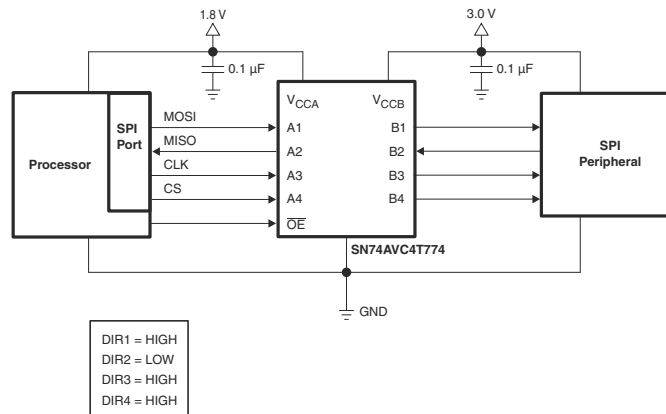 1.8 V
3.0 V
0.1 µF
0.1 µF
Processor
SPI
Port
MOSI
MISO
CLK
CS
VCCA
VCCB
A1
B1
A2
B2
A3
B3
A4
B4
OE
SN74AVC4T774
SPI
Peripheral
GND
DIR1 = HIGH
DIR2 = LOW
DIR3 = HIGH
DIR4 = HIGH